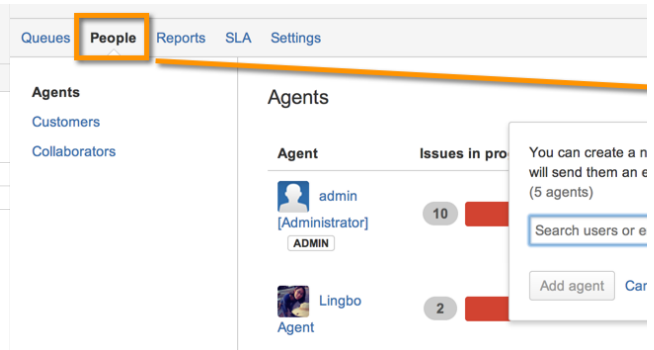 Queues People Reports SLA Settings
Agents
Customers
Collaborators
Agents
Agent Issues in pro
admin
[Administrator]
ADMIN
10
Lingbo
Agent
2
You can create a n
will send them an e
(5 agents)
Search users or e
Add agent Can